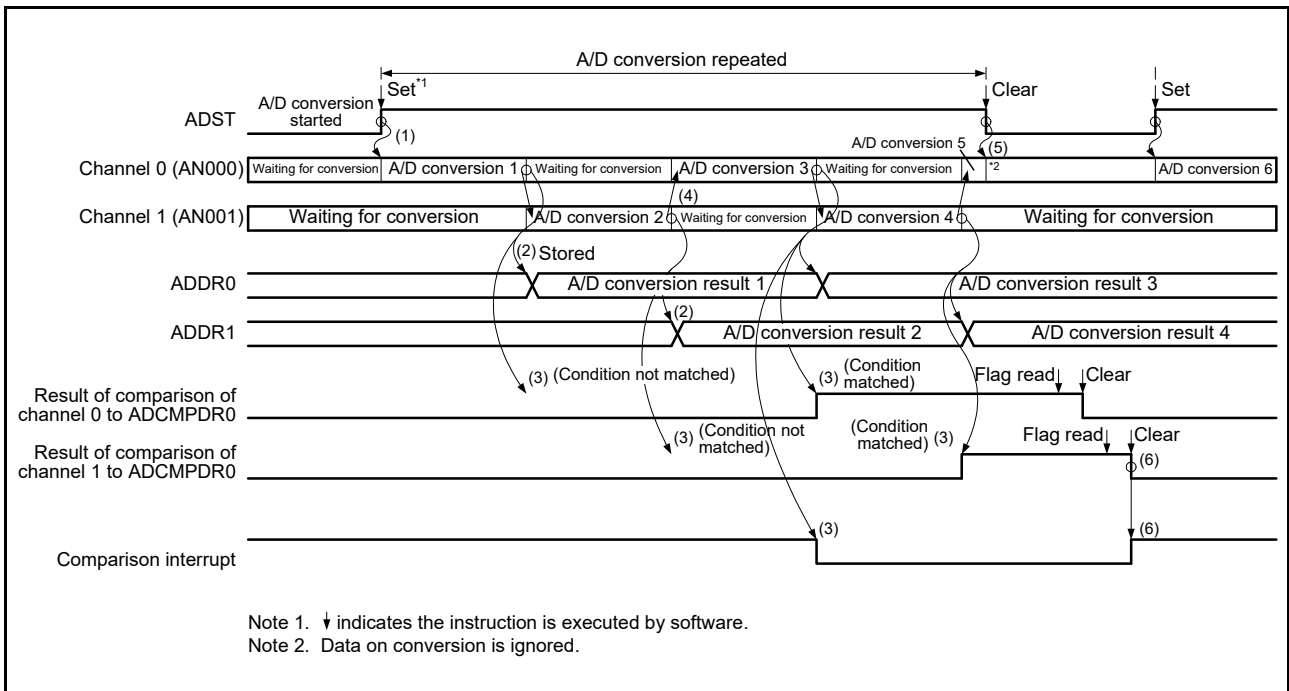 A/D conversion repeated
Set*1
Clear
Set
A/D conversion
started
ADST
(1)
A/D conversion 5
(5)
Channel 0 (AN000)
Waiting for conversion
A/D conversion 1
Waiting for conversion
A/D conversion 3
Waiting for conversion
*2
A/D conversion 6
(4)
Channel 1 (AN001)
Waiting for conversion
A/D conversion 2
Waiting for conversion
A/D conversion 4
Waiting for conversion
(2) Stored
ADDR0
A/D conversion result 1
A/D conversion result 3
(2)
ADDR1
A/D conversion result 2
A/D conversion result 4
(3) (Condition not matched)
(3) (Condition
matched)
Flag read
Clear
Result of comparison of
channel 0 to ADCMPDR0
(3) (Condition not
matched)
(Condition
matched) (3)
Flag read
Clear
Result of comparison of
channel 1 to ADCMPDR0
(6)
(3)
(6)
Comparison interrupt
Note 1. indicates the instruction is executed by software.
Note 2. Data on conversion is ignored.